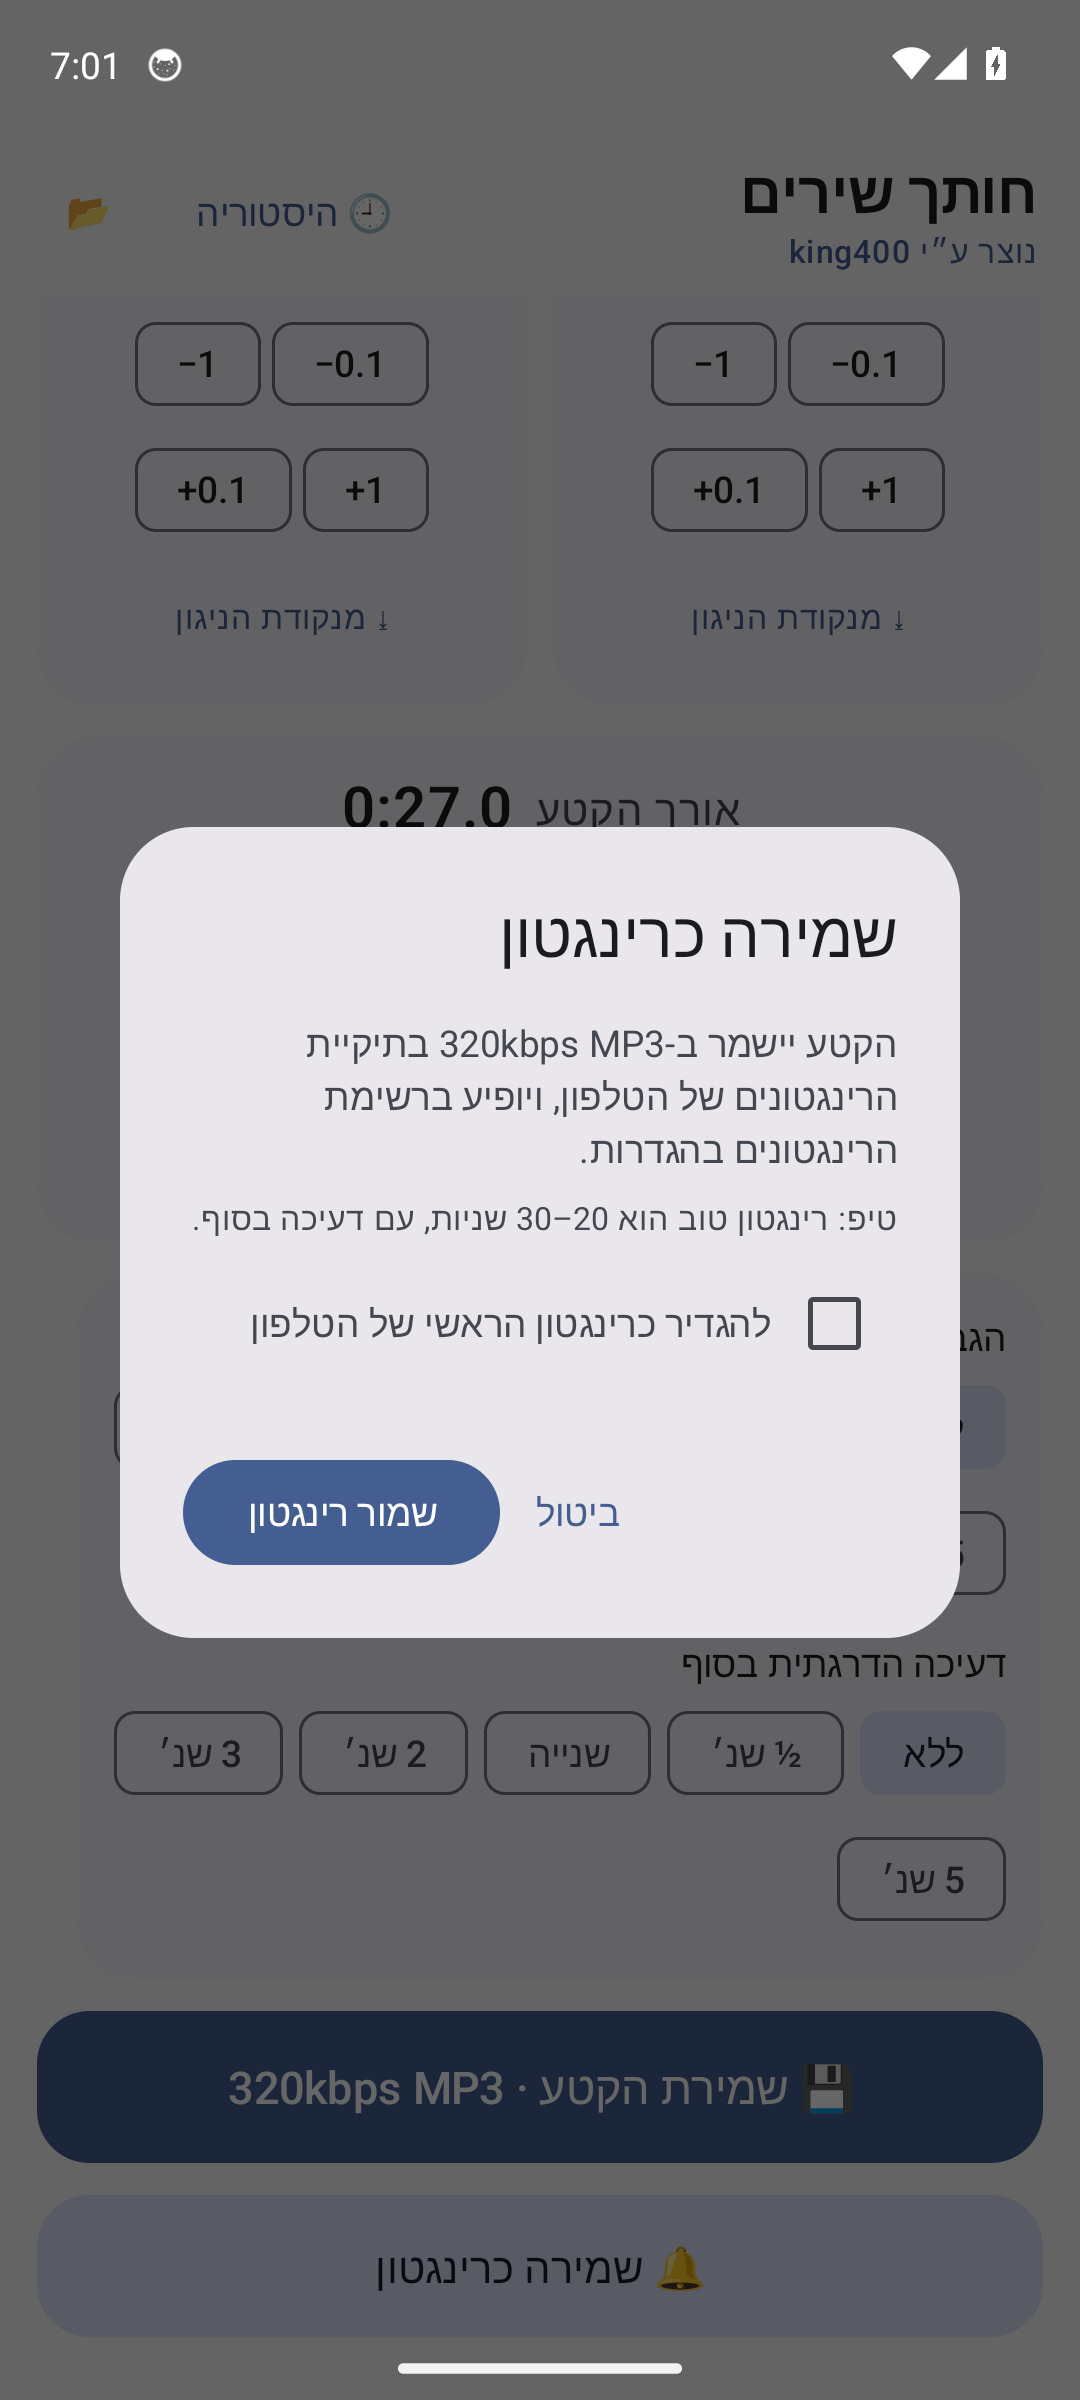 7:01
חותך שירים
נוצר ע״י king400
🕘 היסטוריה
📂
−0.1
−1
−0.1
−1
+1
+0.1
+1
+0.1
⤓ מנקודת הניגון
⤓ מנקודת הניגון
אורך הקטע 0:27.0
שמירה כרינגטון
הקטע יישמר ב-320kbps MP3 בתיקיית
הרינגטונים של הטלפון, ויופיע ברשימת
הרינגטונים בהגדרות.
טיפ: רינגטון טוב הוא 20–30 שניות, עם דעיכה בסוף.
להגדיר כרינגטון הראשי של הטלפון
ביטול
שמור רינגטון
דעיכה הדרגתית בסוף
ללא
½ שנ׳
שנייה
2 שנ׳
3 שנ׳
5 שנ׳
💾 שמירת הקטע · 320kbps MP3
🔔 שמירה כרינגטון